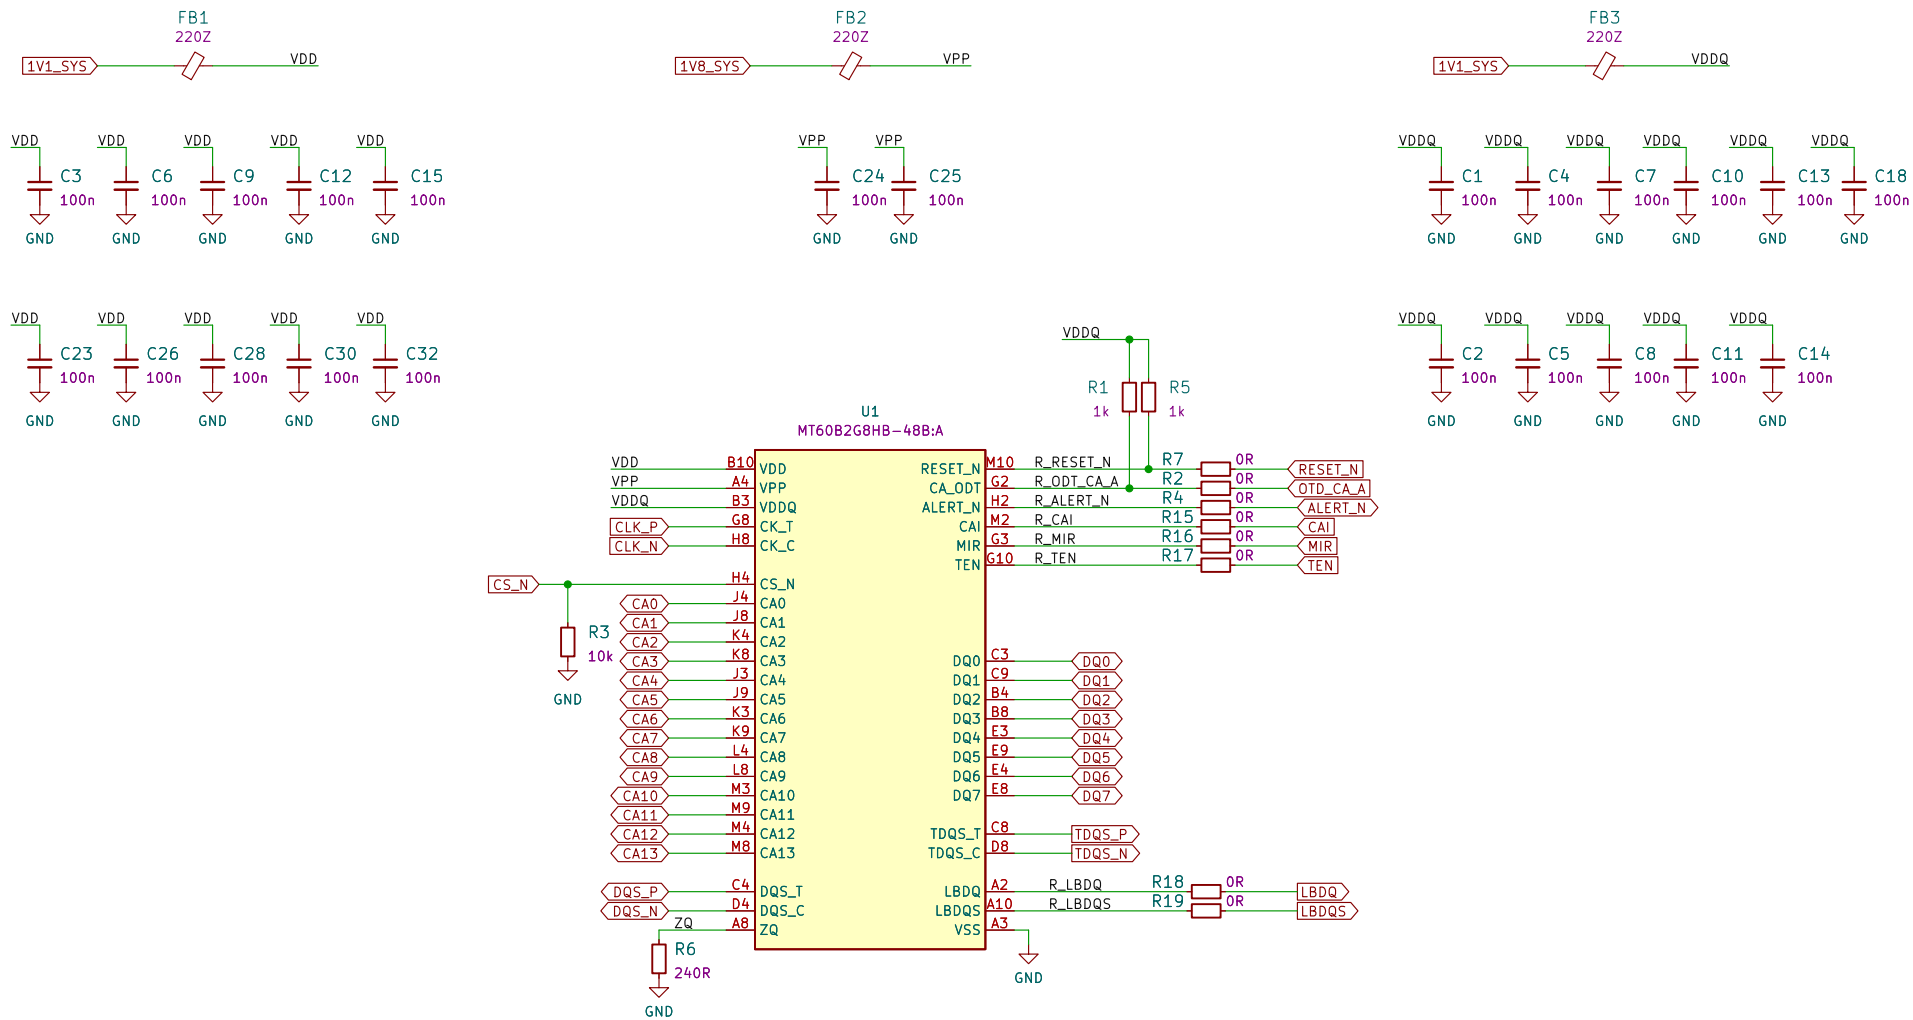 FB1
220Z
1V1_SYS
VDD
FB2
220Z
1V8_SYS
VPP
FB3
220Z
1V1_SYS
VDDQ
VDD
C3
100n
GND
VDD
C6
100n
GND
VDD
C9
100n
GND
VDD
C12
100n
GND
VDD
C15
100n
GND
VPP
C24
100n
GND
VPP
C25
100n
GND
VDDQ
C1
100n
GND
VDDQ
C4
100n
GND
VDDQ
C7
100n
GND
VDDQ
C10
100n
GND
VDDQ
C13
100n
GND
VDDQ
C18
100n
GND
VDD
C23
100n
GND
VDD
C26
100n
GND
VDD
C28
100n
GND
VDD
C30
100n
GND
VDD
C32
100n
GND
VDDQ
C2
100n
GND
VDDQ
C5
100n
GND
VDDQ
C8
100n
GND
VDDQ
C11
100n
GND
VDDQ
C14
100n
GND
VDDQ
R1
1k
R5
1k
U1
MT60B2G8HB-48B:A
VDD B10 VDD
VPP A4 VPP
VDDQ B3 VDDQ
CLK_P G8 CK_T
CLK_N H8 CK_C
CS_N H4 CS_N
R3
10k
GND
CA0 J4 CA0
CA1 J8 CA1
CA2 K4 CA2
CA3 K8 CA3
CA4 J3 CA4
CA5 J9 CA5
CA6 K3 CA6
CA7 K9 CA7
CA8 L4 CA8
CA9 L8 CA9
CA10 M3 CA10
CA11 M9 CA11
CA12 M4 CA12
CA13 M8 CA13
DQS_P C4 DQS_T
DQS_N D4 DQS_C
ZQ A8 ZQ
R6
240R
GND
RESET_N M10 R_RESET_N R7 0R RESET_N
CA_ODT G2 R_ODT_CA_A R2 0R OTD_CA_A
ALERT_N H2 R_ALERT_N R4 0R ALERT_N
CAI M2 R_CAI R15 0R CAI
MIR G3 R_MIR R16 0R MIR
TEN G10 R_TEN R17 0R TEN
DQ0 C3 DQ0
DQ1 C9 DQ1
DQ2 B4 DQ2
DQ3 B8 DQ3
DQ4 E3 DQ4
DQ5 E9 DQ5
DQ6 E4 DQ6
DQ7 E8 DQ7
TDQS_T C8 TDQS_P
TDQS_C D8 TDQS_N
LBDQ A2 R_LBDQ R18 0R LBDQ
LBDQS A10 R_LBDQS R19 0R LBDQS
VSS A3
GND